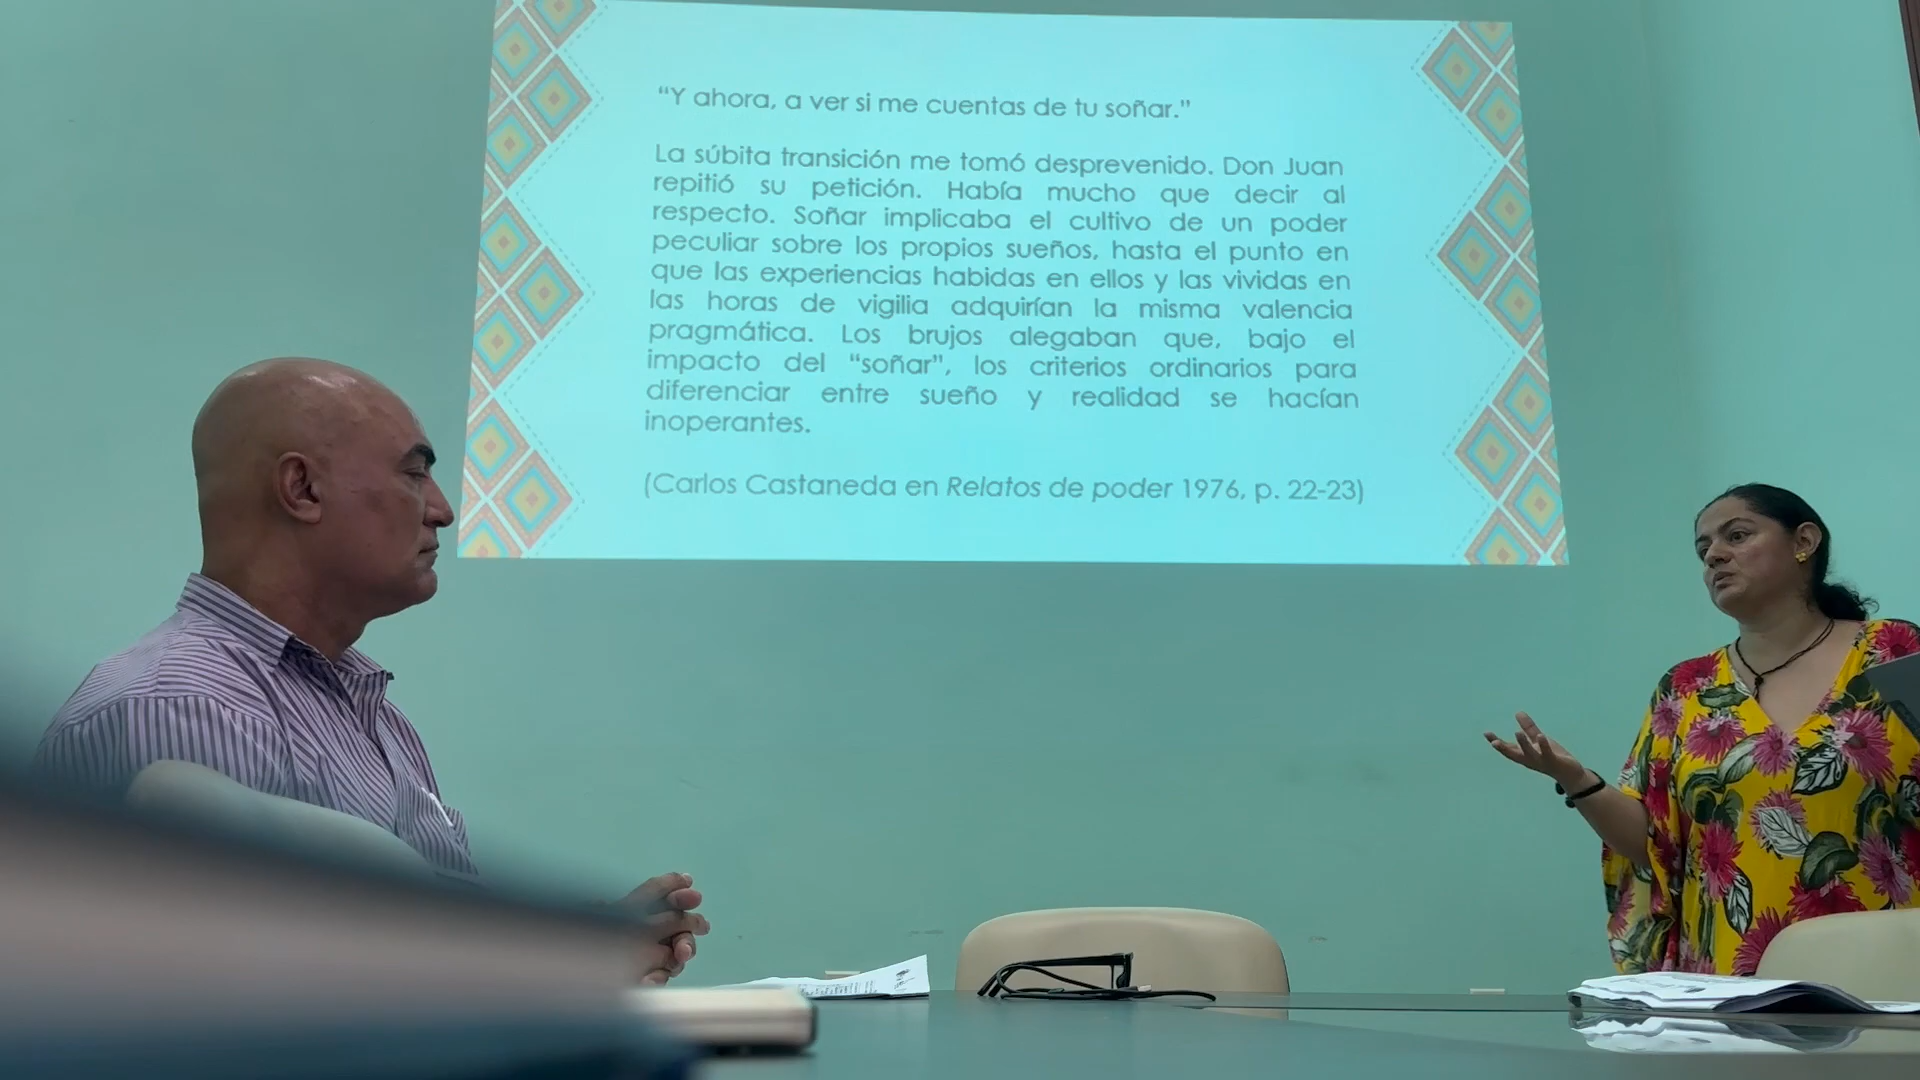 “Y ahora, a ver si me cuentas de tu soñar.”
La súbita transición me tomó desprevenido. Don Juan
repitió su petición. Había mucho que decir al
respecto. Soñar implicaba el cultivo de un poder
peculiar sobre los propios sueños, hasta el punto en
que las experiencias habidas en ellos y las vividas en
las horas de vigilia adquirían la misma valencia
pragmática. Los brujos alegaban que, bajo el
impacto del “soñar”, los criterios ordinarios para
diferenciar entre sueño y realidad se hacían
inoperantes.
(Carlos Castaneda en Relatos de poder 1976, p. 22-23)